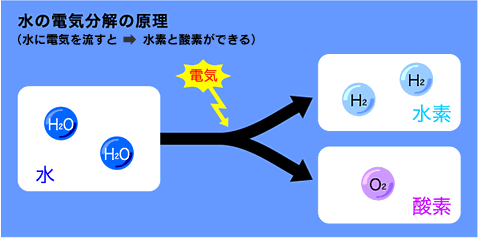 水の電気分解の原理
(水に電気を流すと ➡ 水素と酸素ができる)
電気
H₂O
H₂O
水
H₂
H₂
水素
O₂
酸素